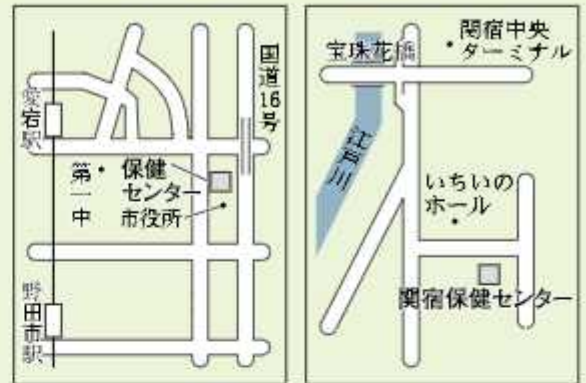 国道16号
愛宕駅
第一中
保健
センター
市役所
野田市駅
宝珠花橋
関宿中央
ターミナル
江戸川
いちいの
ホール
関宿保健センター